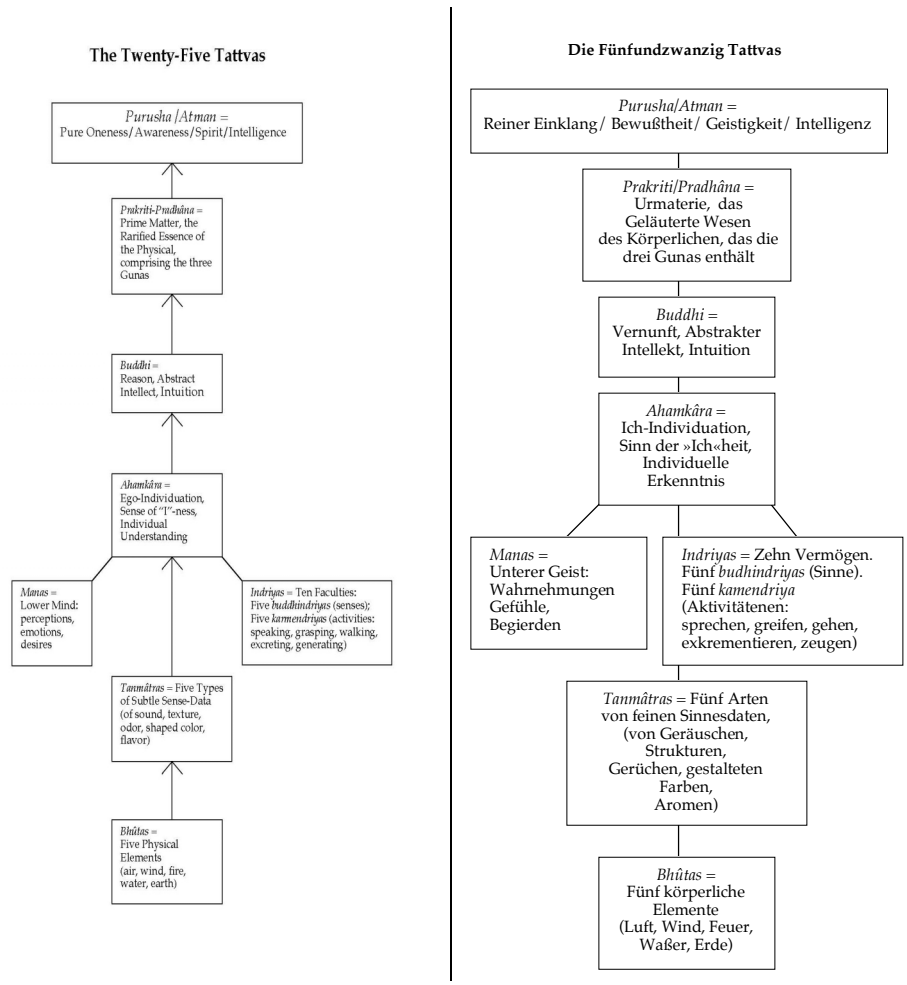 The Twenty-Five Tattvas
Purusha /Atman =
Pure Oneness/Awareness/Spirit/Intelligence
Prakriti-Pradhâna =
Prime Matter, the
Rarified Essence of
the Physical,
comprising the three
Gunas
Buddhi =
Reason, Abstract
Intellect, Intuition
Ahamkâra =
Ego-Individuation,
Sense of "I"-ness,
Individual
Understanding
Manas =
Lower Mind:
perceptions,
emotions,
desires
Indriyas = Ten Faculties:
Five buddhindriyas (senses);
Five karmendriyas (activities:
speaking, grasping, walking,
excreting, generating)
Tanmâtras = Five Types
of Subtle Sense-Data
(of sound, texture,
odor, shaped color,
flavor)
Bhûtas =
Five Physical
Elements
(air, wind, fire,
water, earth)
Die Fünfundzwanzig Tattvas
Purusha/Atman =
Reiner Einklang/ Bewußtheit/ Geistigkeit/ Intelligenz
Prakriti/Pradhâna =
Urmaterie, das
Geläuterte Wesen
des Körperlichen, das die
drei Gunas enthält
Buddhi =
Vernunft, Abstrakter
Intellekt, Intuition
Ahamkâra =
Ich-Individuation,
Sinn der »Ich«heit,
Individuelle
Erkenntnis
Manas =
Unterer Geist:
Wahrnehmungen
Gefühle,
Begierden
Indriyas = Zehn Vermögen.
Fünf budhindriyas (Sinne).
Fünf kamendriya
(Aktivitätenen:
sprechen, greifen, gehen,
exkrementieren, zeugen)
Tanmâtras = Fünf Arten
von feinen Sinnesdaten,
(von Geräuschen,
Strukturen,
Gerüchen, gestalteten
Farben,
Aromen)
Bhûtas =
Fünf körperliche
Elemente
(Luft, Wind, Feuer,
Waßer, Erde)